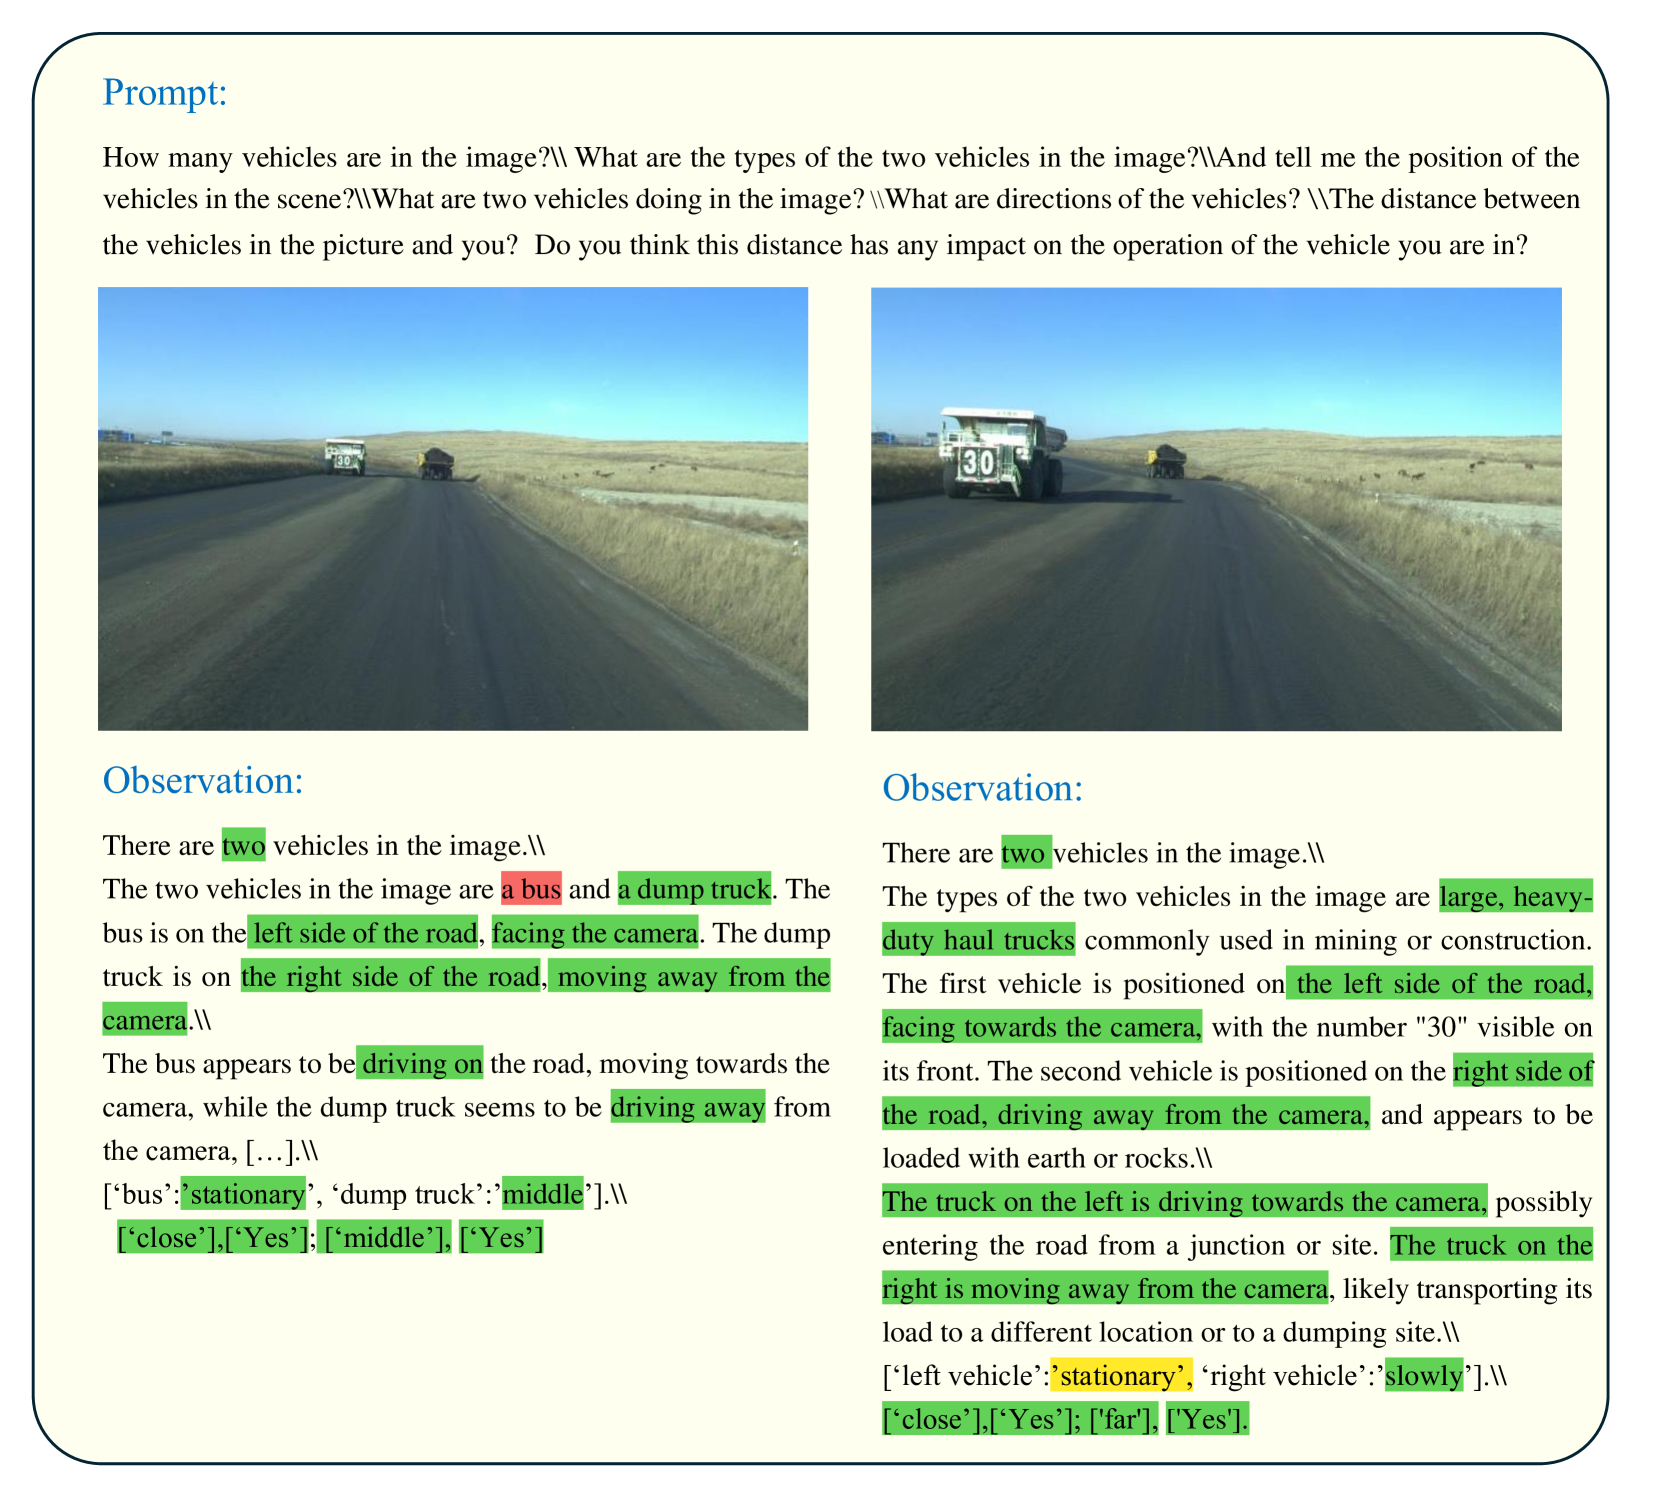 Prompt:
How many vehicles are in the image?\\ What are the types of the two vehicles in the image?\\And tell me the position of the
vehicles in the scene?\\What are two vehicles doing in the image? \\What are directions of the vehicles? \\The distance between
the vehicles in the picture and you?  Do you think this distance has any impact on the operation of the vehicle you are in?
30
30
Observation:
There are two vehicles in the image.\\
The two vehicles in the image are a bus and a dump truck. The
bus is on the left side of the road, facing the camera. The dump
truck is on the right side of the road, moving away from the
camera.\\
The bus appears to be driving on the road, moving towards the
camera, while the dump truck seems to be driving away from
the camera, […].\\
[‘bus’:’stationary’, ‘dump truck’:’middle’].\\
[‘close’],[‘Yes’]; [‘middle’], [‘Yes’]
Observation:
There are two vehicles in the image.\\
The types of the two vehicles in the image are large, heavy-
duty haul trucks commonly used in mining or construction.
The first vehicle is positioned on the left side of the road,
facing towards the camera, with the number "30" visible on
its front. The second vehicle is positioned on the right side of
the road, driving away from the camera, and appears to be
loaded with earth or rocks.\\
The truck on the left is driving towards the camera, possibly
entering the road from a junction or site. The truck on the
right is moving away from the camera, likely transporting its
load to a different location or to a dumping site.\\
[‘left vehicle’:’stationary’, ‘right vehicle’:’slowly’].\\
[‘close’],[‘Yes’]; ['far'], ['Yes'].